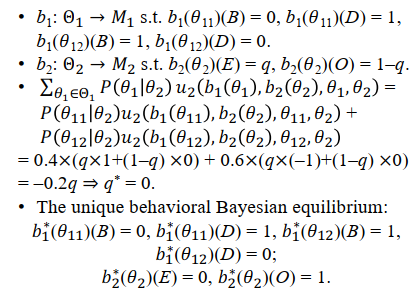 • b₁: Θ₁ → M₁ s.t. b₁(θ₁₁)(B) = 0, b₁(θ₁₁)(D) = 1,
b₁(θ₁₂)(B) = 1, b₁(θ₁₂)(D) = 0.
• b₂: Θ₂ → M₂ s.t. b₂(θ₂)(E) = q, b₂(θ₂)(O) = 1–q.
• ∑_{θ₁∈Θ₁} P(θ₁|θ₂) u₂(b₁(θ₁), b₂(θ₂), θ₁, θ₂) =
P(θ₁₁|θ₂)u₂(b₁(θ₁₁), b₂(θ₂), θ₁₁, θ₂) +
P(θ₁₂|θ₂)u₂(b₁(θ₁₂), b₂(θ₂), θ₁₂, θ₂)
= 0.4×(q×1+(1–q) ×0) + 0.6×(q×(–1)+(1–q) ×0)
= –0.2q ⇒ q* = 0.
• The unique behavioral Bayesian equilibrium:
b₁*(θ₁₁)(B) = 0, b₁*(θ₁₁)(D) = 1, b₁*(θ₁₂)(B) = 1,
b₁*(θ₁₂)(D) = 0;
b₂*(θ₂)(E) = 0, b₂*(θ₂)(O) = 1.